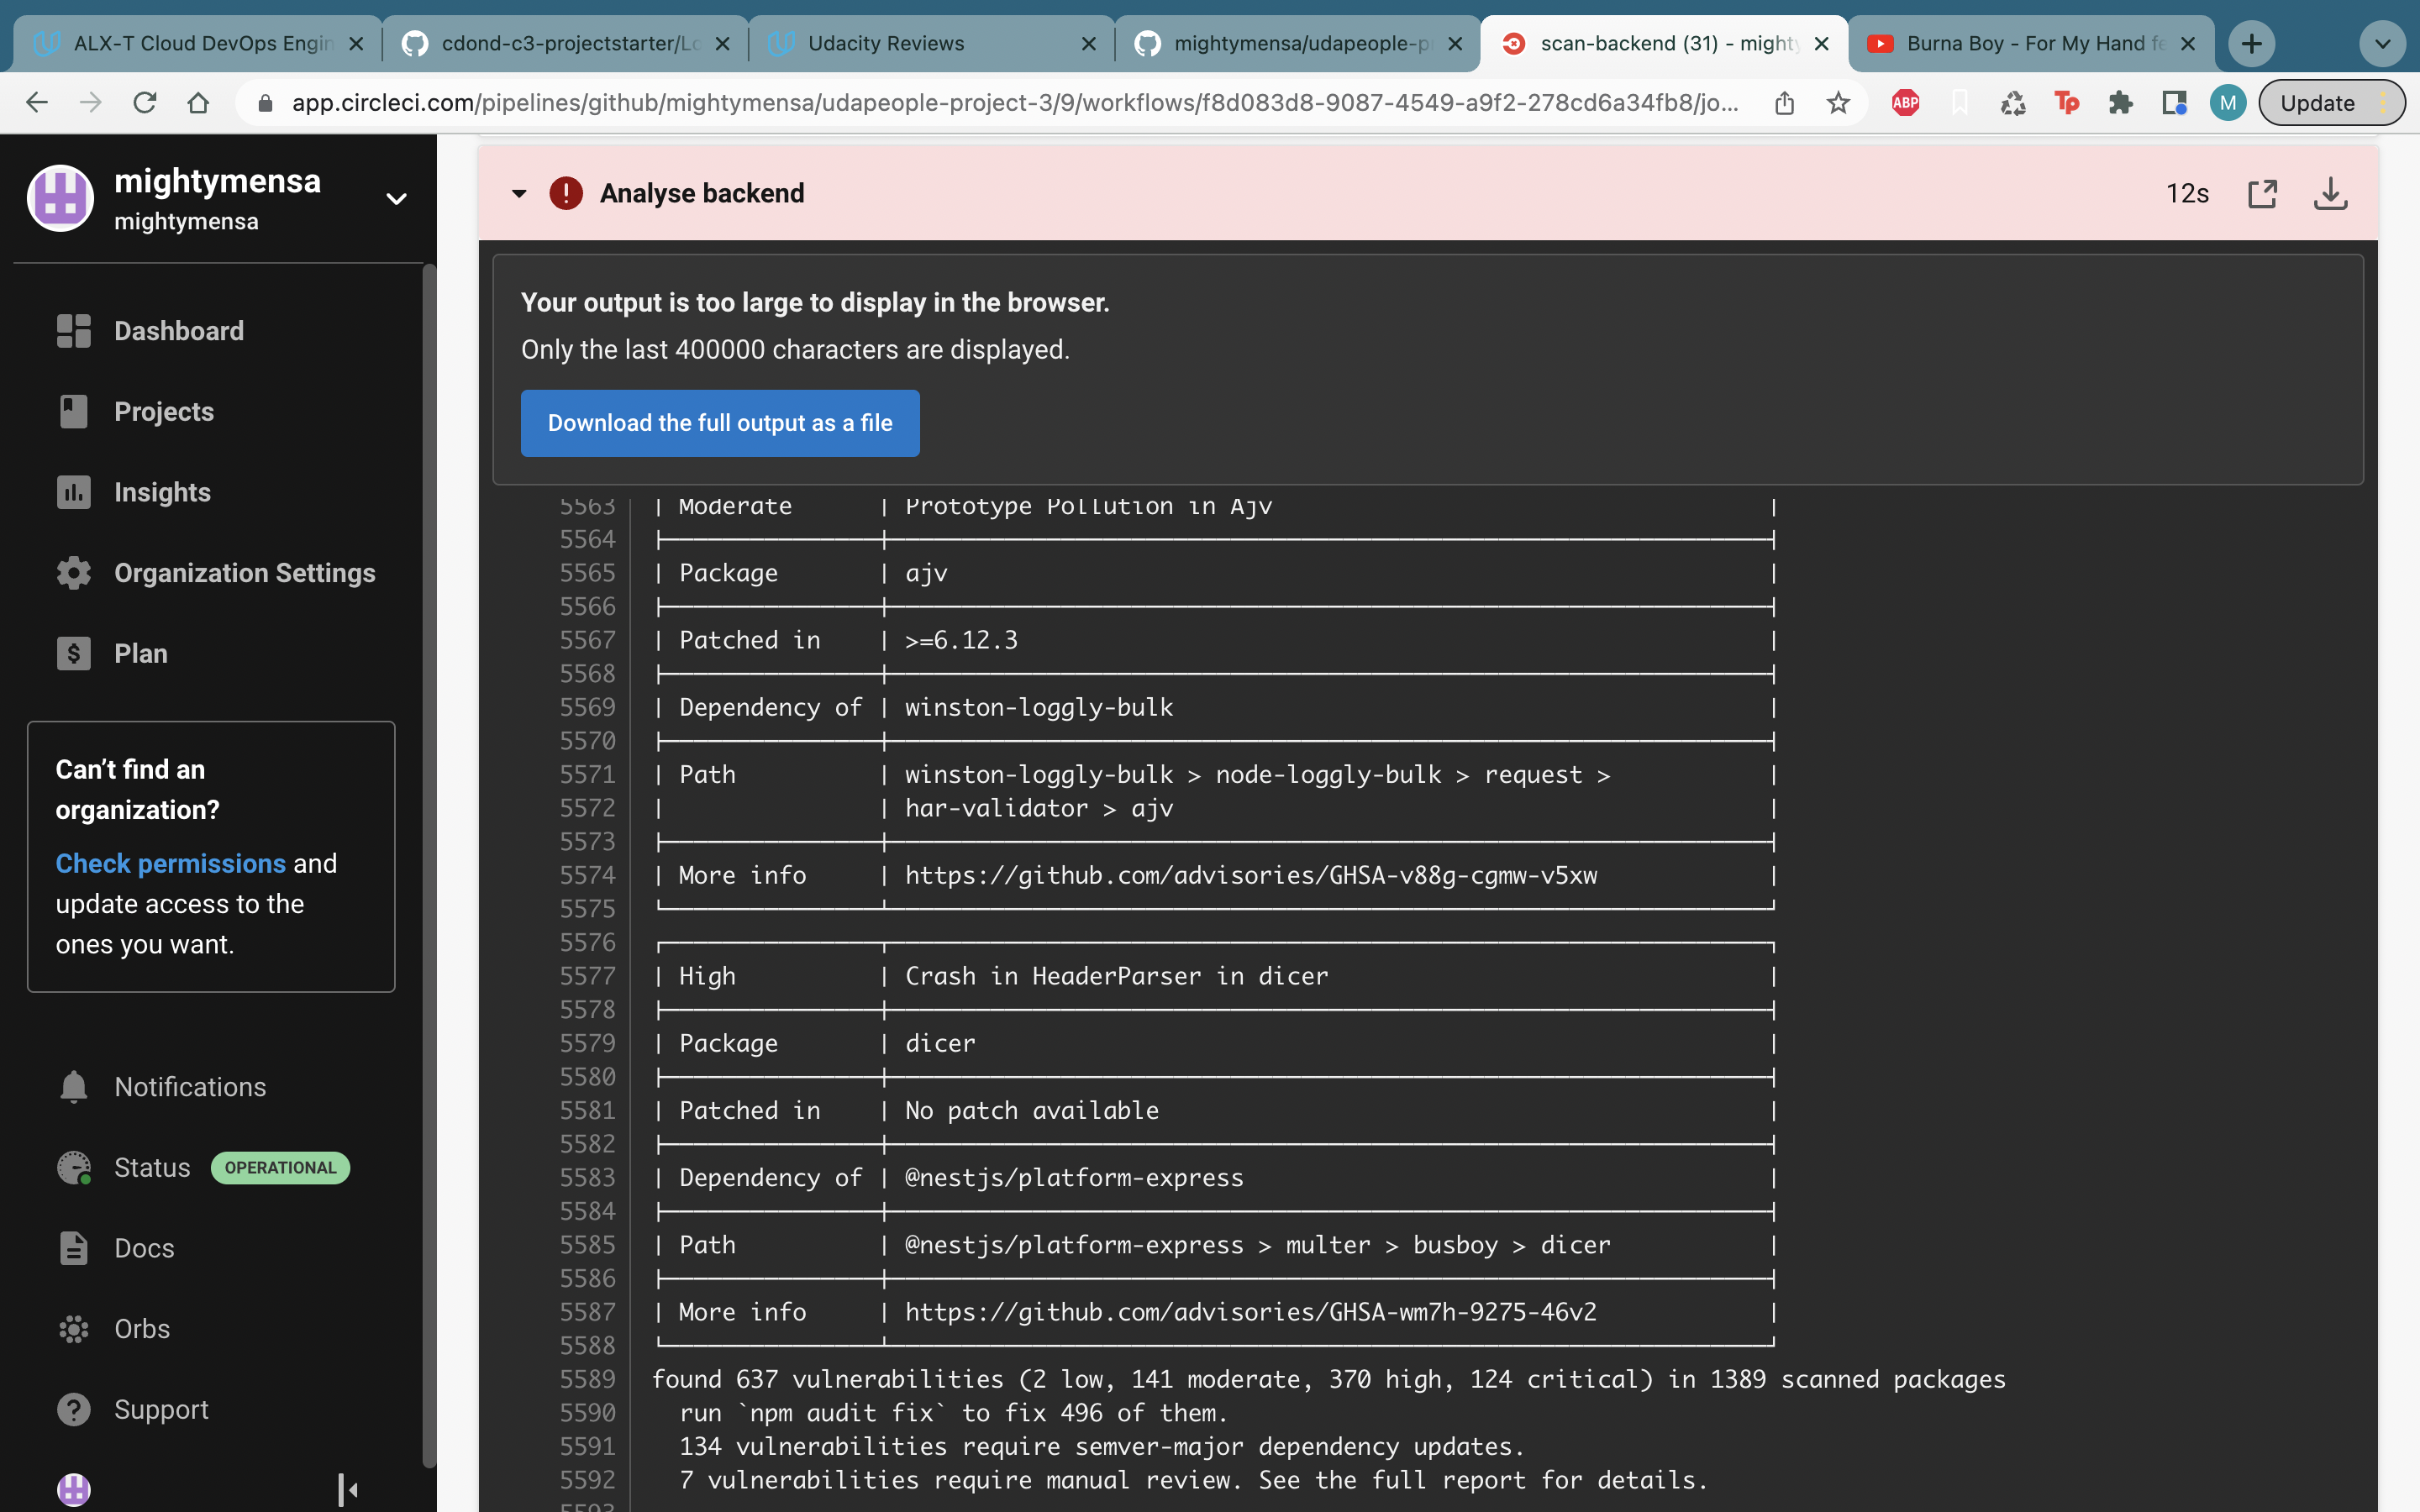 ALX-T Cloud DevOps Engin
cdond-c3-projectstarter/Lc
Udacity Reviews
mightymensa/udapeople-p
scan-backend (31) - mighty
Burna Boy - For My Hand fe
app.circleci.com/pipelines/github/mightymensa/udapeople-project-3/9/workflows/f8d083d8-9087-4549-a9f2-278cd6a34fb8/jo...
ABP
Tp
M
Update
mightymensa
mightymensa
Dashboard
Projects
Insights
Organization Settings
Plan
Can't find an
organization?
Check permissions and
update access to the
ones you want.
Notifications
Status OPERATIONAL
Docs
Orbs
Support
Analyse backend 12s
Your output is too large to display in the browser.
Only the last 400000 characters are displayed.
Download the full output as a file
5563 | Moderate | Prototype Pollution in Ajv |
5564
5565 | Package | ajv |
5566
5567 | Patched in | >=6.12.3 |
5568
5569 | Dependency of | winston-loggly-bulk |
5570
5571 | Path | winston-loggly-bulk > node-loggly-bulk > request > |
5572 | | har-validator > ajv |
5573
5574 | More info | https://github.com/advisories/GHSA-v88g-cgmw-v5xw |
5575
5576
5577 | High | Crash in HeaderParser in dicer |
5578
5579 | Package | dicer |
5580
5581 | Patched in | No patch available |
5582
5583 | Dependency of | @nestjs/platform-express |
5584
5585 | Path | @nestjs/platform-express > multer > busboy > dicer |
5586
5587 | More info | https://github.com/advisories/GHSA-wm7h-9275-46v2 |
5588
5589 found 637 vulnerabilities (2 low, 141 moderate, 370 high, 124 critical) in 1389 scanned packages
5590 run `npm audit fix` to fix 496 of them.
5591 134 vulnerabilities require semver-major dependency updates.
5592 7 vulnerabilities require manual review. See the full report for details.
5593